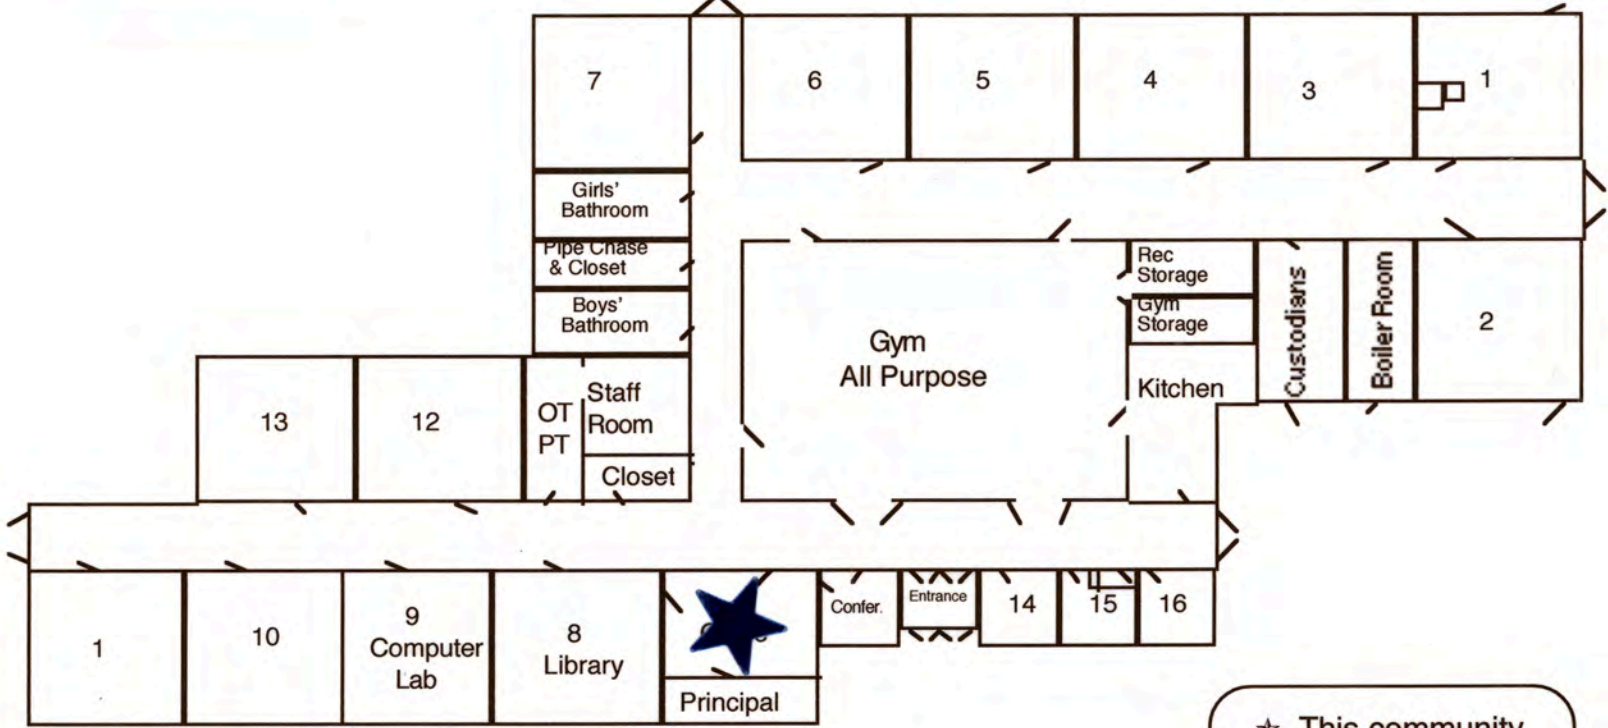 7
6
5
4
3
1
Girls'
Bathroom
Pipe Chase
& Closet
Boys'
Bathroom
Rec
Storage
Gym
Storage
Custodians
Boiler Room
2
Gym
All Purpose
Kitchen
13
12
OT
PT
Staff
Room
Closet
1
10
9
Computer
Lab
8
Library
Principal
Confer.
Entrance
14
15
16
☆ This community